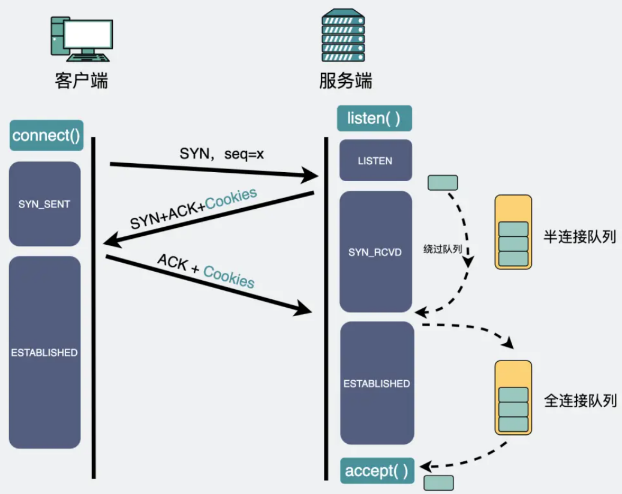 客户端
服务端
connect()
listen( )
SYN，seq=x
LISTEN
SYN_SENT
SYN+ACK+Cookies
SYN_RCVD
绕过队列
半连接队列
ACK + Cookies
ESTABLISHED
ESTABLISHED
全连接队列
accept( )